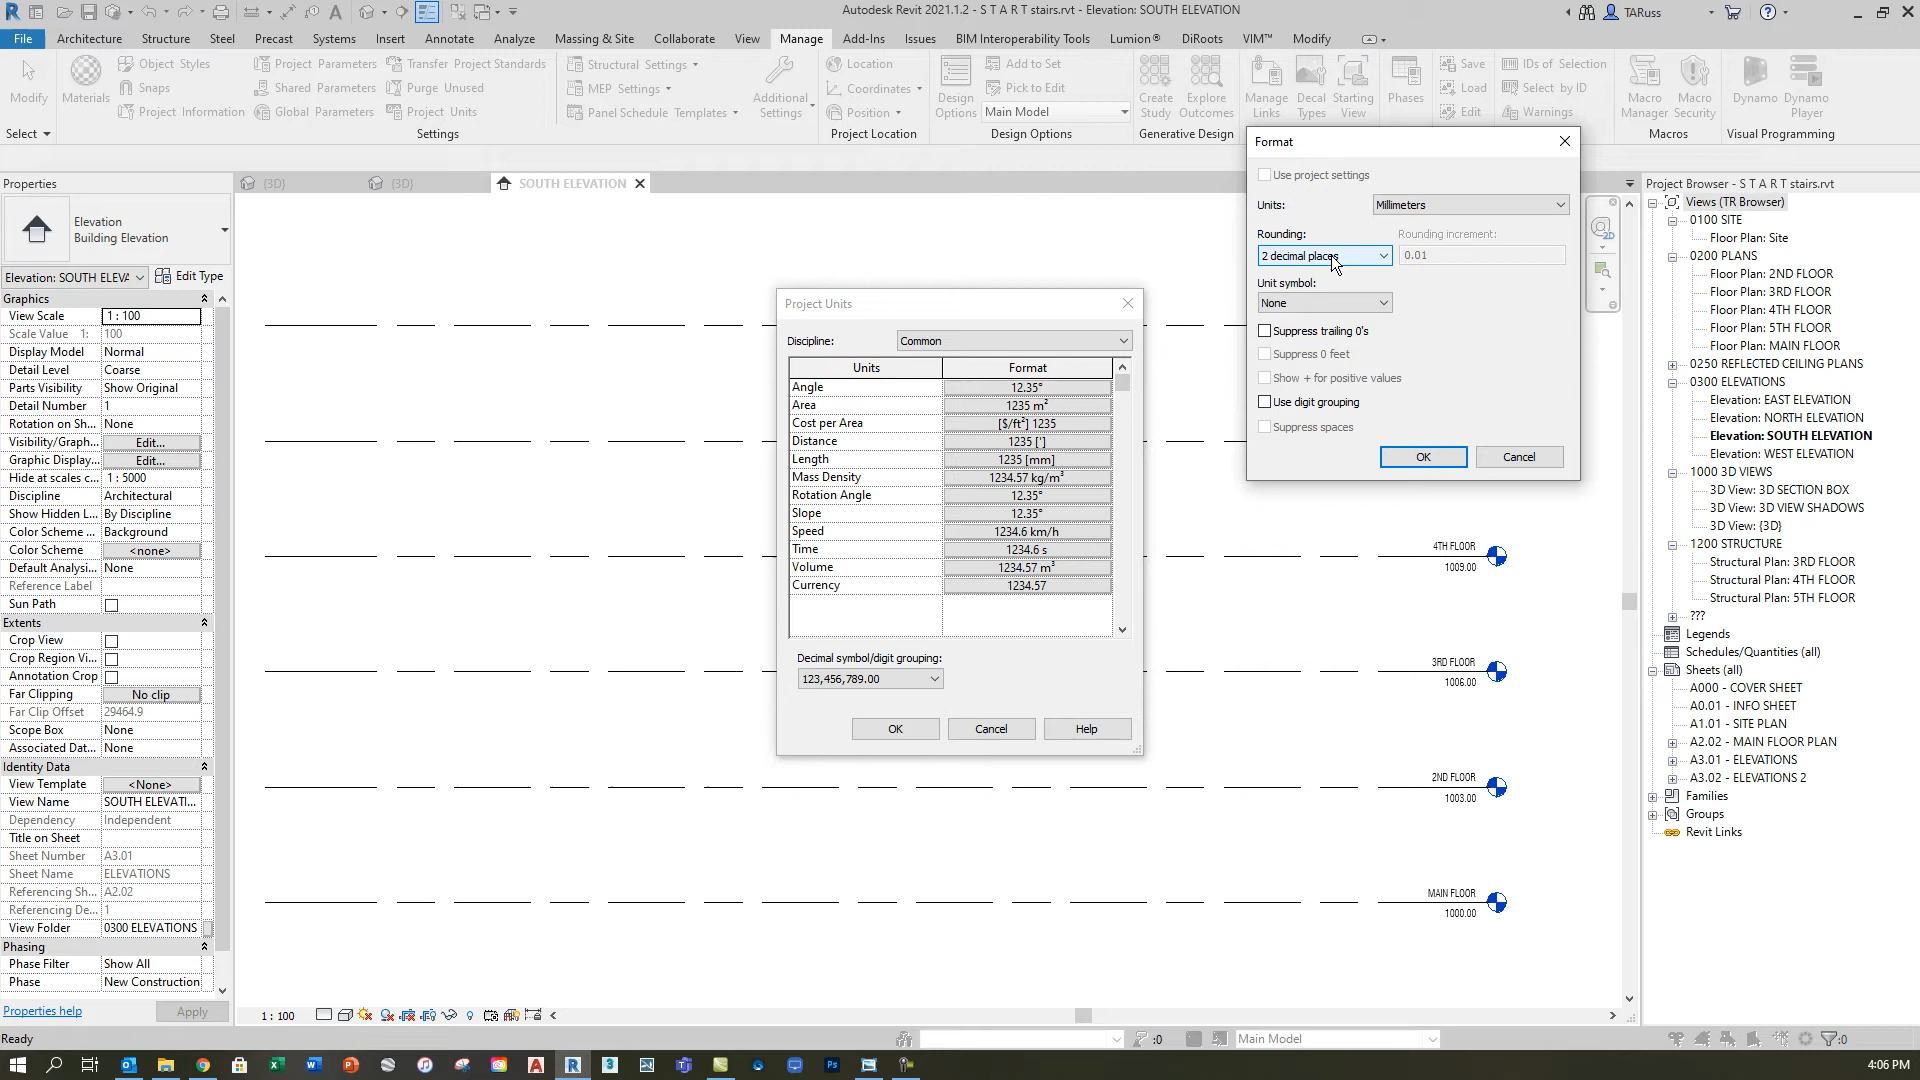 Autodesk Revit 2021.1.2 - S T A R T stairs.rvt - Elevation: SOUTH ELEVATION
TARuss
File Architecture Structure Steel Precast Systems Insert Annotate Analyze Massing & Site Collaborate View Manage Add-Ins Issues BIM Interoperability Tools Lumion® DiRoots VIM™ Modify
Modify
Materials
Object Styles
Snaps
Project Information
Project Parameters
Shared Parameters
Global Parameters
Transfer Project Standards
Purge Unused
Project Units
Structural Settings
MEP Settings
Panel Schedule Templates
Additional Settings
Location
Coordinates
Position
Design Options
Add to Set
Pick to Edit
Main Model
Create Study
Explore Outcomes
Manage Links
Decal Types
Starting View
Phases
Save
Load
Edit
IDs of Selection
Select by ID
Warnings
Macro Manager
Macro Security
Dynamo
Dynamo Player
Select
Settings
Project Location
Design Options
Generative Design
Macros
Visual Programming
Properties
{3D}
{3D}
SOUTH ELEVATION
Elevation
Building Elevation
Elevation: SOUTH ELEVA
Edit Type
Graphics
View Scale 1 : 100
Scale Value 1: 100
Display Model Normal
Detail Level Coarse
Parts Visibility Show Original
Detail Number 1
Rotation on Sh... None
Visibility/Graph... Edit...
Graphic Display... Edit...
Hide at scales c... 1 : 5000
Discipline Architectural
Show Hidden L... By Discipline
Color Scheme ... Background
Color Scheme <none>
Default Analysi... None
Reference Label
Sun Path
Extents
Crop View
Crop Region Vi...
Annotation Crop
Far Clipping No clip
Far Clip Offset 29464.9
Scope Box None
Associated Dat... None
Identity Data
View Template <None>
View Name SOUTH ELEVATI...
Dependency Independent
Title on Sheet
Sheet Number A3.01
Sheet Name ELEVATIONS
Referencing Sh... A2.02
Referencing De... 1
View Folder 0300 ELEVATIONS
Phasing
Phase Filter Show All
Phase New Construction
Properties help
Apply
Project Units
Discipline: Common
Units Format
Angle 12.35°
Area 1235 m²
Cost per Area [$/ft²] 1235
Distance 1235 [']
Length 1235 [mm]
Mass Density 1234.57 kg/m³
Rotation Angle 12.35°
Slope 12.35°
Speed 1234.6 km/h
Time 1234.6 s
Volume 1234.57 m³
Currency 1234.57
Decimal symbol/digit grouping:
123,456,789.00
OK Cancel Help
Format
Use project settings
Units: Millimeters
Rounding: Rounding increment:
2 decimal places 0.01
Unit symbol:
None
Suppress trailing 0's
Suppress 0 feet
Show + for positive values
Use digit grouping
Suppress spaces
OK Cancel
4TH FLOOR
1009.00
3RD FLOOR
1006.00
2ND FLOOR
1003.00
MAIN FLOOR
1000.00
2D
Project Browser - S T A R T stairs.rvt
Views (TR Browser)
0100 SITE
Floor Plan: Site
0200 PLANS
Floor Plan: 2ND FLOOR
Floor Plan: 3RD FLOOR
Floor Plan: 4TH FLOOR
Floor Plan: 5TH FLOOR
Floor Plan: MAIN FLOOR
0250 REFLECTED CEILING PLANS
0300 ELEVATIONS
Elevation: EAST ELEVATION
Elevation: NORTH ELEVATION
Elevation: SOUTH ELEVATION
Elevation: WEST ELEVATION
1000 3D VIEWS
3D View: 3D SECTION BOX
3D View: 3D VIEW SHADOWS
3D View: {3D}
1200 STRUCTURE
Structural Plan: 3RD FLOOR
Structural Plan: 4TH FLOOR
Structural Plan: 5TH FLOOR
???
Legends
Schedules/Quantities (all)
Sheets (all)
A000 - COVER SHEET
A0.01 - INFO SHEET
A1.01 - SITE PLAN
A2.02 - MAIN FLOOR PLAN
A3.01 - ELEVATIONS
A3.02 - ELEVATIONS 2
Families
Groups
Revit Links
1 : 100
Ready
:0
Main Model
:0
4:06 PM